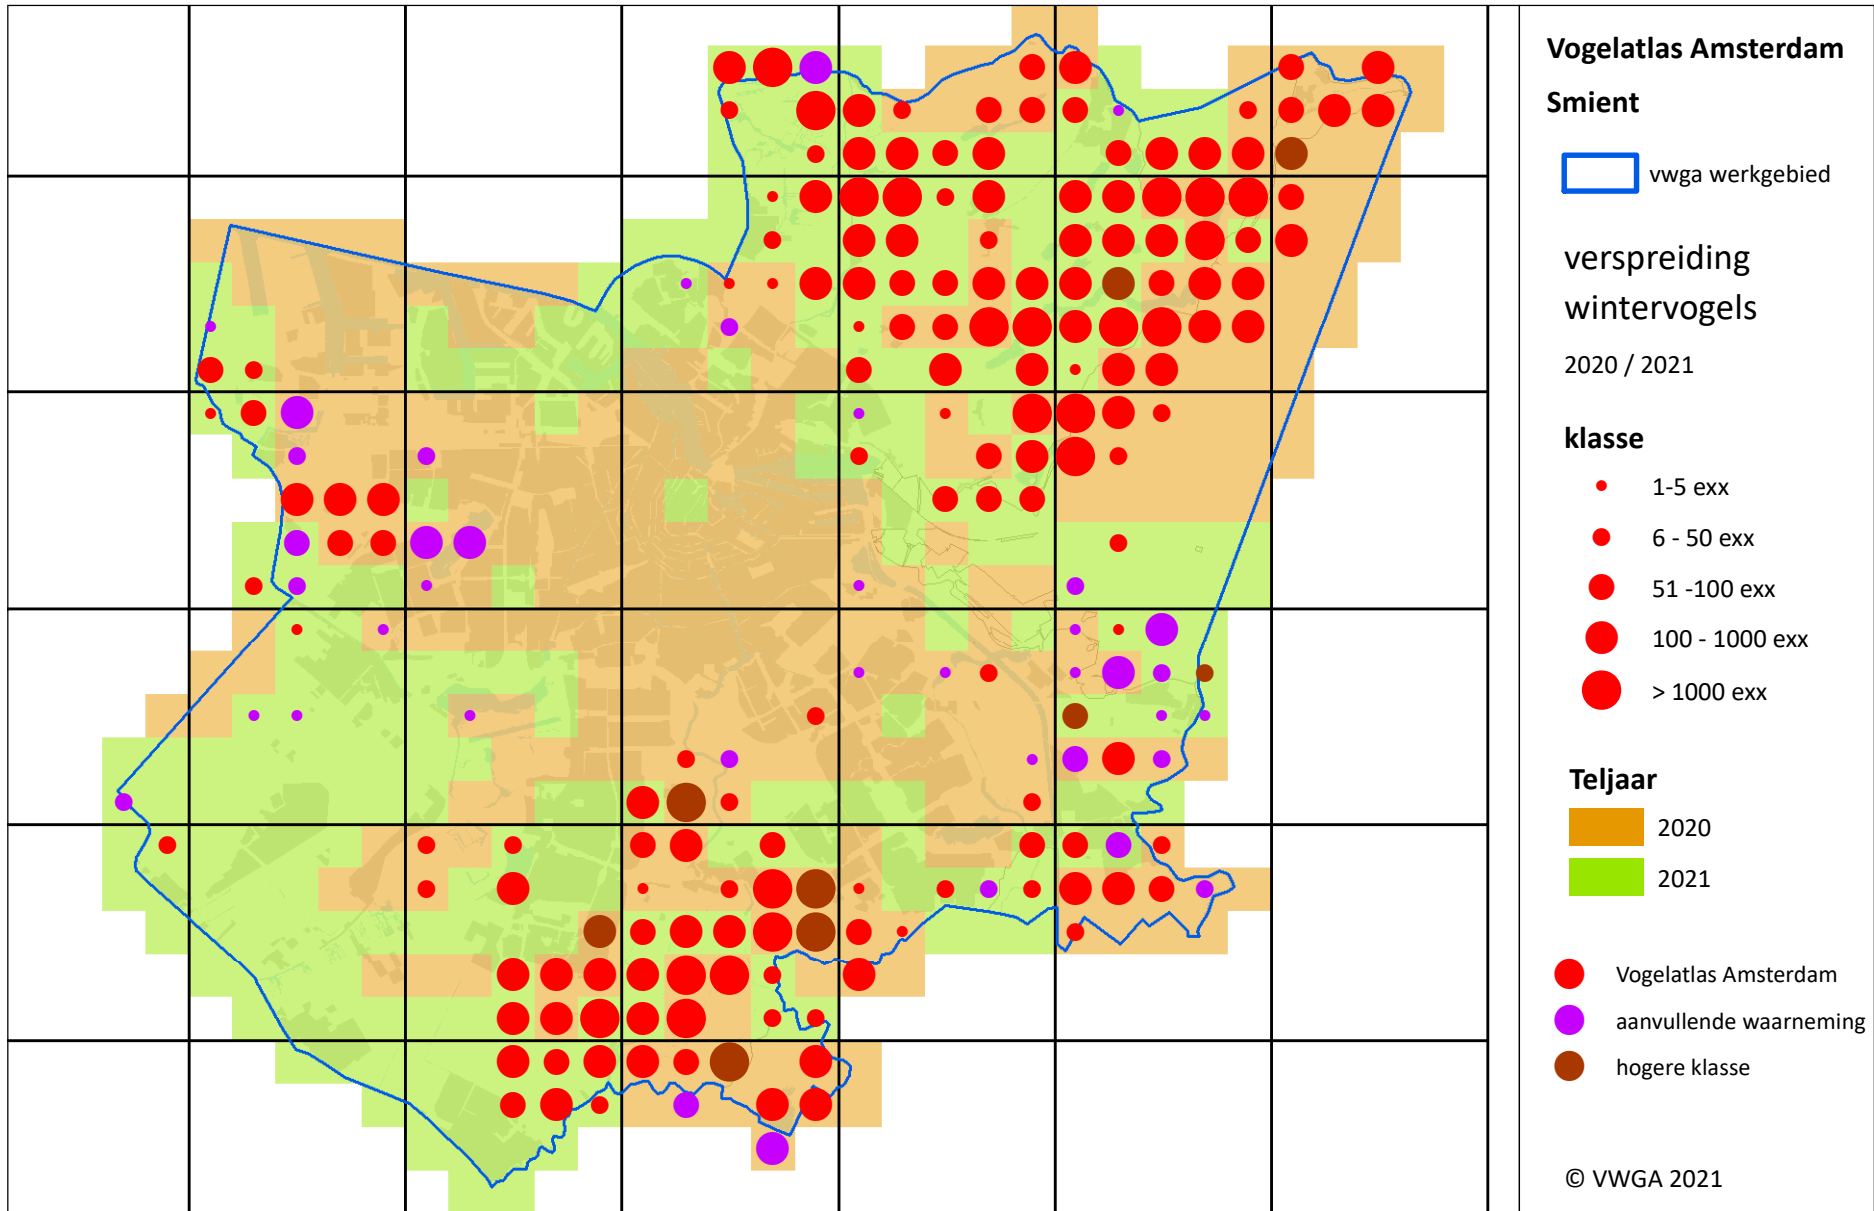 Vogelatlas Amsterdam
Smient
vwga werkgebied
verspreiding
wintervogels
2020 / 2021
klasse
1-5 exx
6 - 50 exx
51 -100 exx
100 - 1000 exx
> 1000 exx
Teljaar
2020
2021
Vogelatlas Amsterdam
aanvullende waarneming
hogere klasse
© VWGA 2021